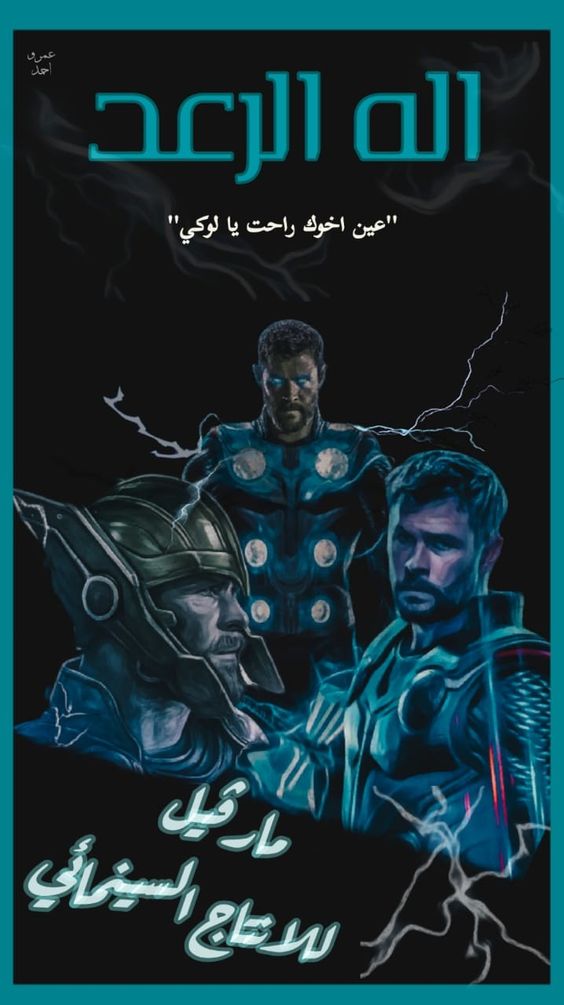 عمرو
احمد
اله الرعد
"عين اخوك راحت يا لوكي"
مارڤيل
للانتاج السينمائي